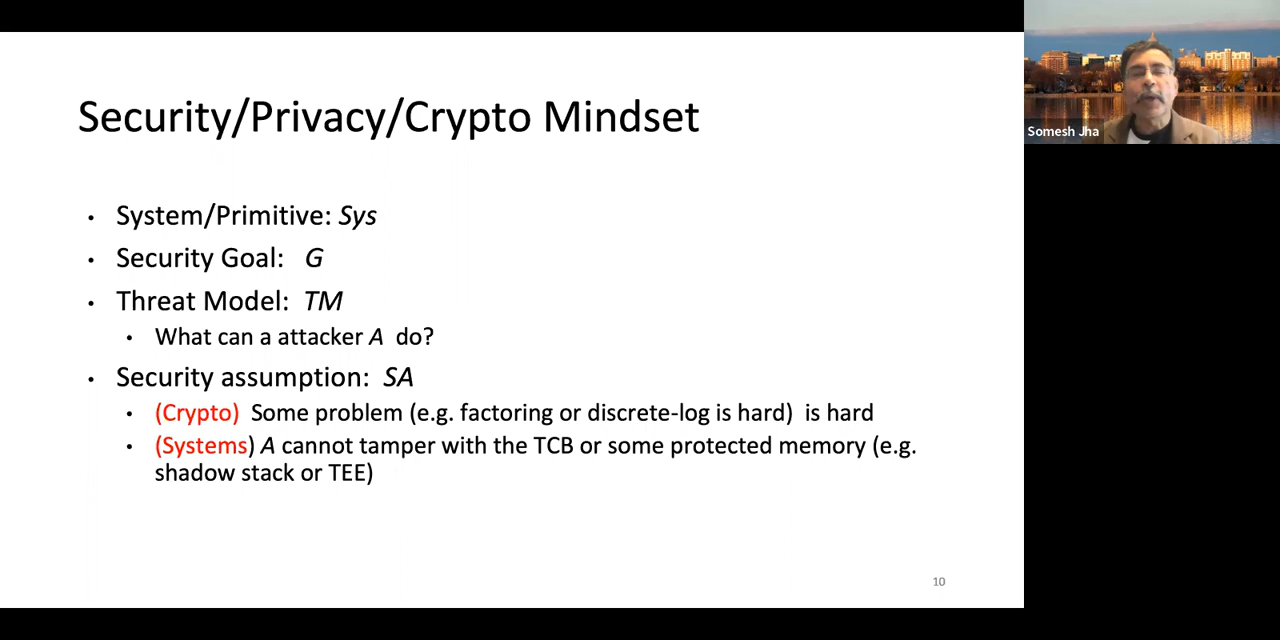 Security/Privacy/Crypto Mindset
• System/Primitive: Sys
• Security Goal: G
• Threat Model: TM
• What can a attacker A do?
• Security assumption: SA
• (Crypto) Some problem (e.g. factoring or discrete-log is hard) is hard
• (Systems) A cannot tamper with the TCB or some protected memory (e.g.
shadow stack or TEE)
10
Somesh Jha